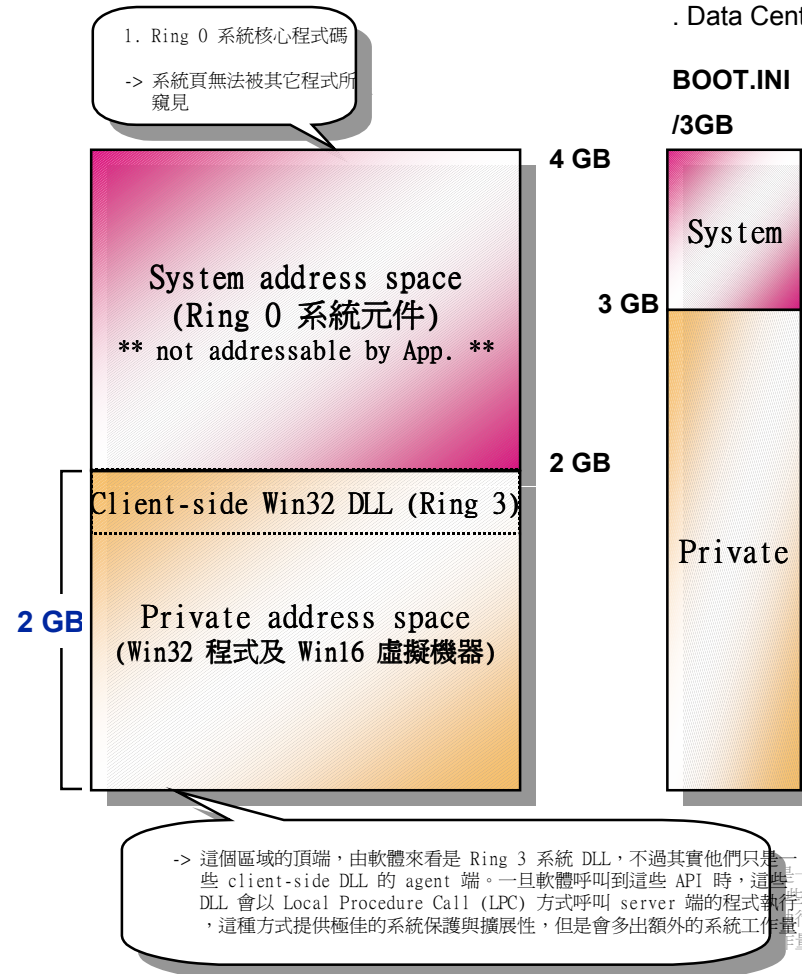 . Data Cent
1. Ring 0 系統核心程式碼
-> 系統頁無法被其它程式所
窺見
BOOT.INI
/3GB
4 GB
System address space
(Ring 0 系統元件)
** not addressable by App. **
System
3 GB
2 GB
Client-side Win32 DLL (Ring 3)
Private
2 GB
Private address space
(Win32 程式及 Win16 虛擬機器)
-> 這個區域的頂端，由軟體來看是 Ring 3 系統 DLL，不過其實他們只是一
些 client-side DLL 的 agent 端。一旦軟體呼叫到這些 API 時，這些
DLL 會以 Local Procedure Call (LPC) 方式呼叫 server 端的程式執行
，這種方式提供極佳的系統保護與擴展性，但是會多出額外的系統工作量